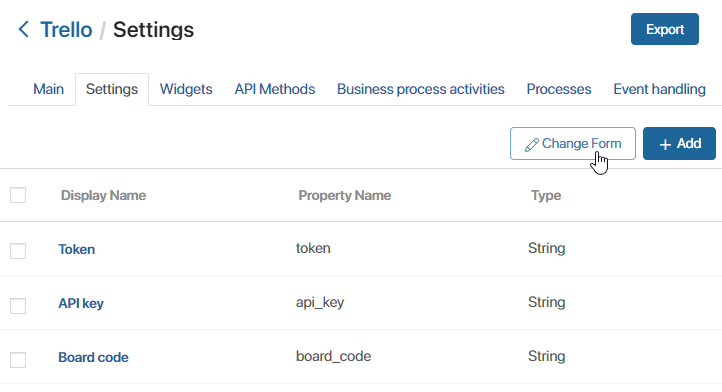 Trello / Settings
Export
Main Settings Widgets API Methods Business process activities Processes Event handling
Change Form + Add
Display Name Property Name Type
Token token String
API key api_key String
Board code board_code String